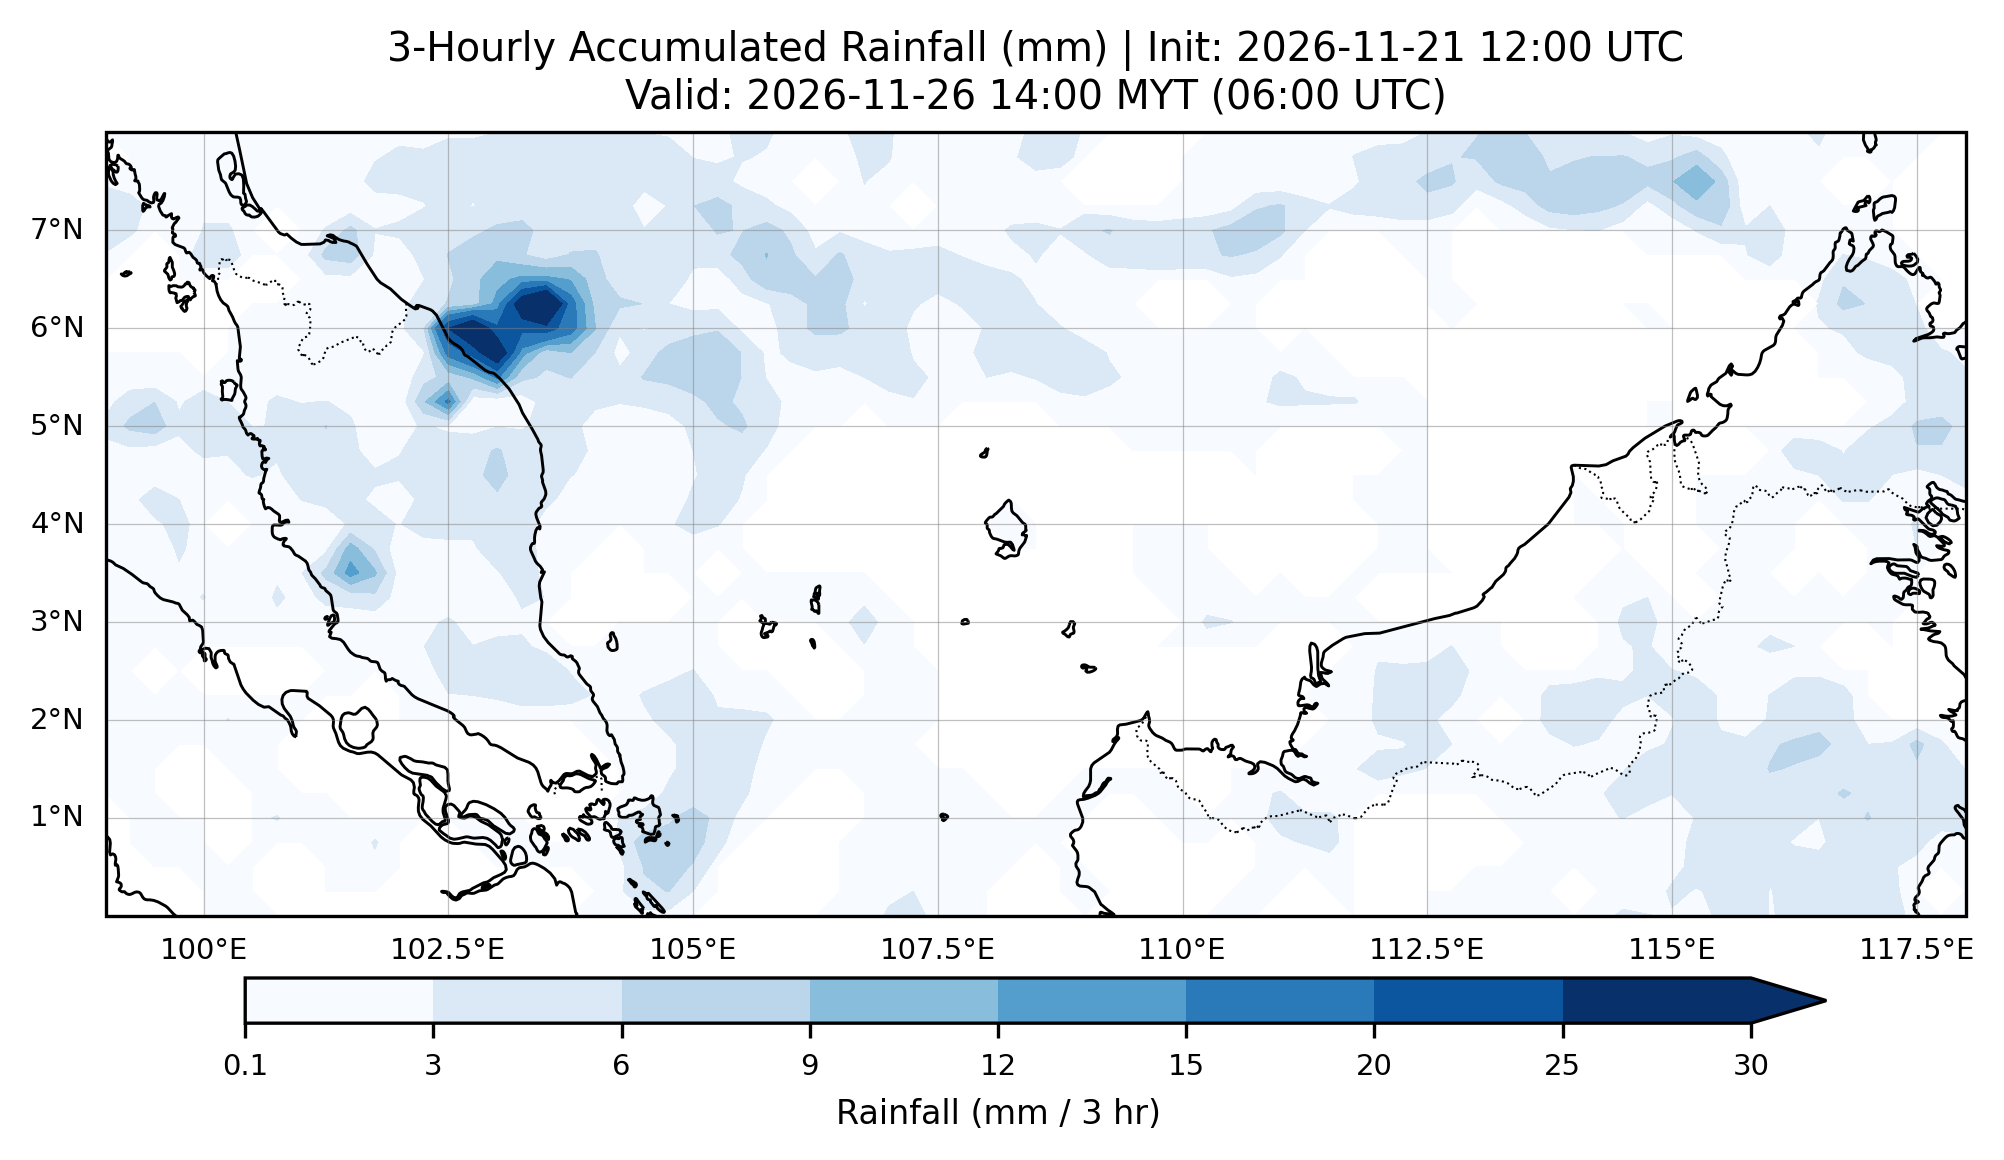 3-Hourly Accumulated Rainfall (mm) | Init: 2026-11-21 12:00 UTC
Valid: 2026-11-26 14:00 MYT (06:00 UTC)
7°N
6°N
5°N
4°N
3°N
2°N
1°N
100°E 102.5°E 105°E 107.5°E 110°E 112.5°E 115°E 117.5°E
0.1 3 6 9 12 15 20 25 30
Rainfall (mm / 3 hr)